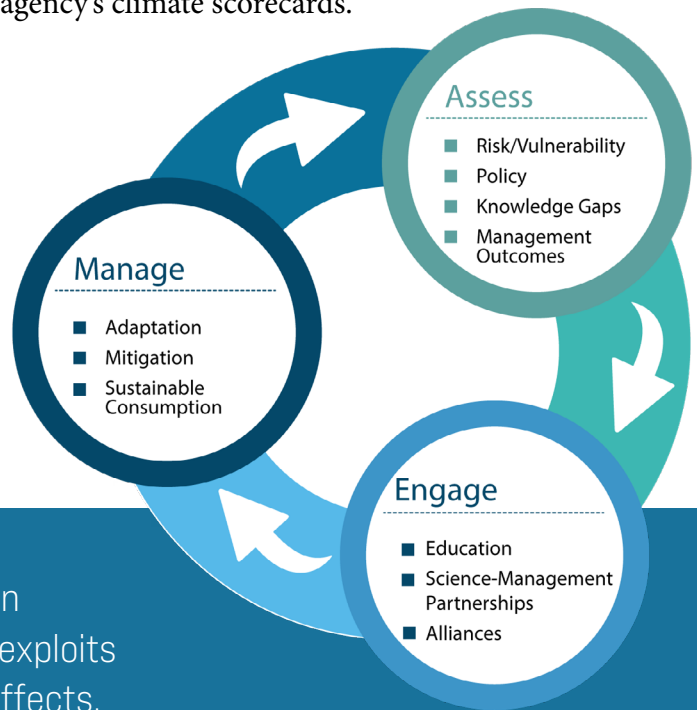 agency's climate scorecards.
Assess
Risk/Vulnerability
Policy
Knowledge Gaps
Management
Outcomes
Manage
Adaptation
Mitigation
Sustainable
Consumption
Engage
Education
Science-Management
Partnerships
Alliances
n
exploits
ffects.